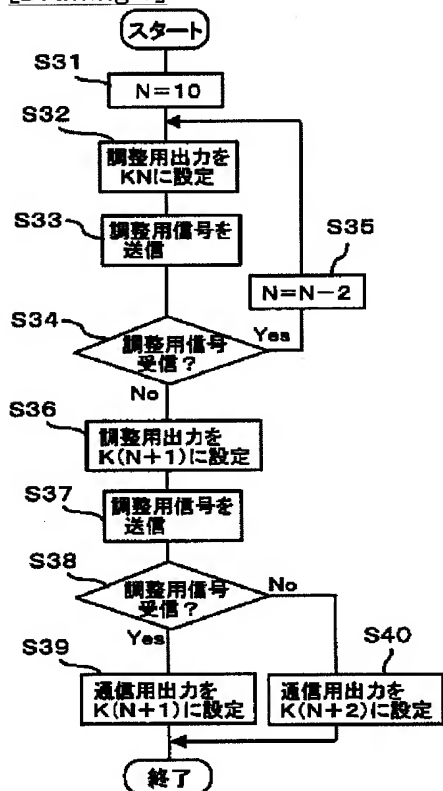 スタート
S31
N=10
S32
調整用出力を
KNに設定
S33
調整用信号を
送信
S35
N=N-2
S34
調整用信号
受信?
Yes
No
S36
調整用出力を
K(N+1)に設定
S37
調整用信号を
送信
S38
調整用信号
受信?
No
Yes
S39
通信用出力を
K(N+1)に設定
S40
通信用出力を
K(N+2)に設定
終了